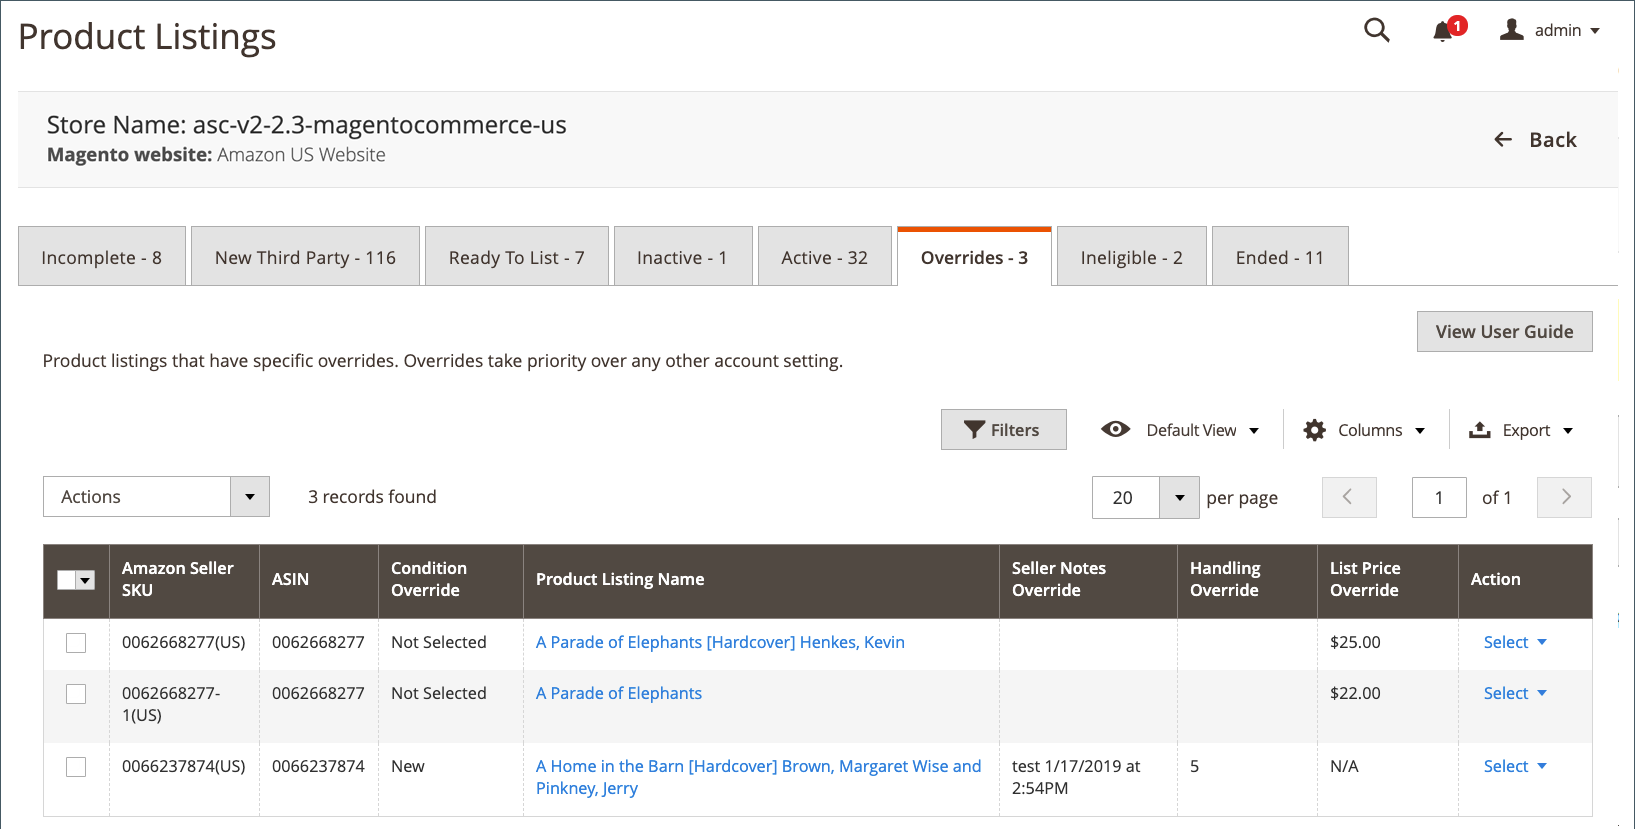 Product Listings
1
admin
Store Name: asc-v2-2.3-magentocommerce-us
Magento website: Amazon US Website
Back
Incomplete - 8
New Third Party - 116
Ready To List - 7
Inactive - 1
Active - 32
Overrides - 3
Ineligible - 2
Ended - 11
View User Guide
Product listings that have specific overrides. Overrides take priority over any other account setting.
Filters
Default View
Columns
Export
Actions
3 records found
20
per page
1
of 1
Amazon Seller
SKU
ASIN
Condition
Override
Product Listing Name
Seller Notes
Override
Handling
Override
List Price
Override
Action
0062668277(US)
0062668277
Not Selected
A Parade of Elephants [Hardcover] Henkes, Kevin
$25.00
Select
0062668277-
1(US)
0062668277
Not Selected
A Parade of Elephants
$22.00
Select
0066237874(US)
0066237874
New
A Home in the Barn [Hardcover] Brown, Margaret Wise and
Pinkney, Jerry
test 1/17/2019 at
2:54PM
5
N/A
Select